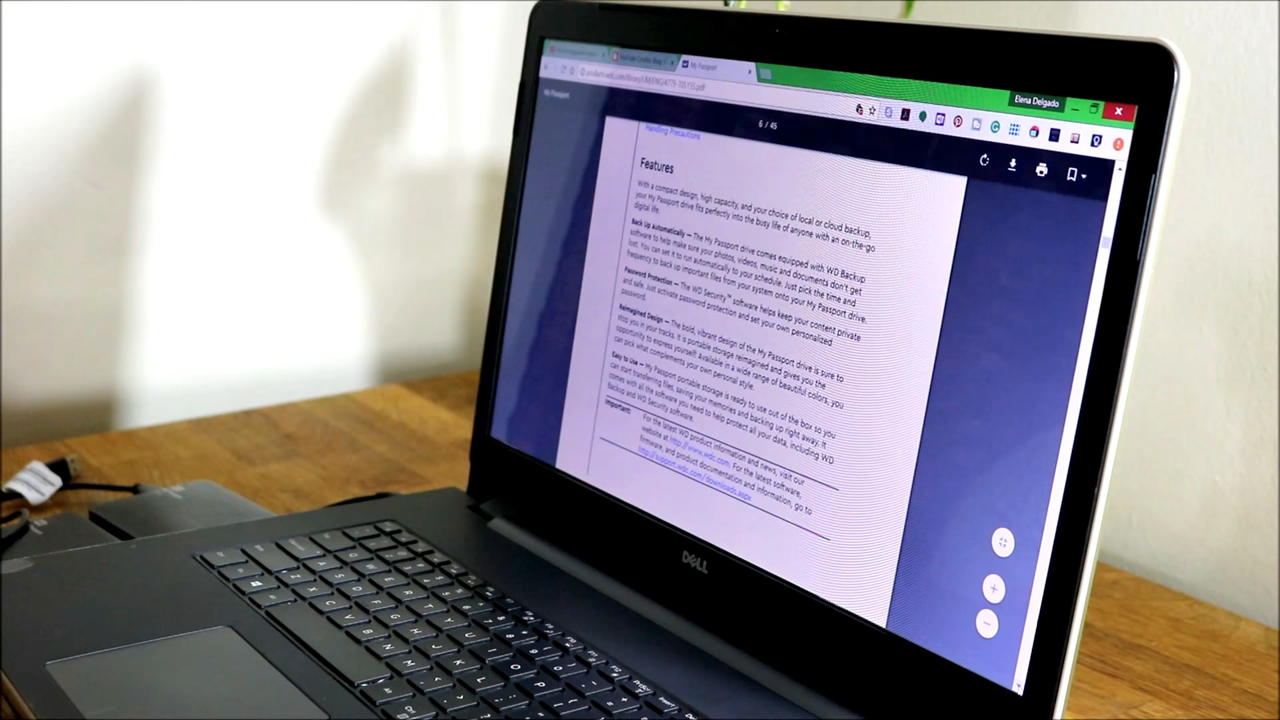 My Passport
Elena Delgado
My Passport
6 / 45
Handling Precautions
Features
With a compact design, high capacity, and your choice of local or cloud backup,
your My Passport drive fits perfectly into the busy life of anyone with an on-the-go
digital life.
Back Up Automatically — The My Passport drive comes equipped with WD Backup
software to help make sure your photos, videos, music and documents don't get
lost. You can set it to run automatically to your schedule. Just pick the time and
frequency to back up important files from your system onto your My Passport drive.
Password Protection — The WD Security™ software helps keep your content private
and safe. Just activate password protection and set your own personalized
password.
Reimagined Design — The bold, vibrant design of the My Passport drive is sure to
stop you in your tracks. It is portable storage reimagined and gives you the
opportunity to express yourself! Available in a wide range of beautiful colors, you
can pick what complements your own personal style.
Easy to Use — My Passport portable storage is ready to use out of the box so you
can start transferring files, saving your memories and backing up right away. It
comes with all the software you need to help protect all your data, including WD
Backup and WD Security software.
Important:
For the latest WD product information and news, visit our
website at http://www.wdc.com. For the latest software,
firmware, and product documentation and information, go to
http://support.wdc.com/downloads.aspx
DELL